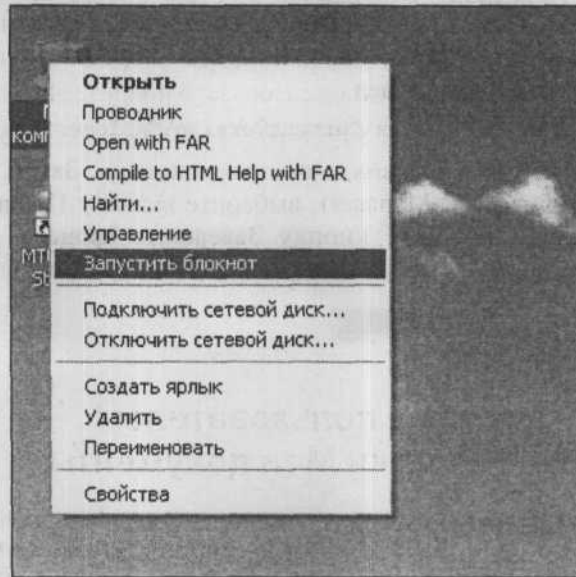 Открыть
Проводник
Open with FAR
Compile to HTML Help with FAR
Найти...
Управление
Запустить блокнот
Подключить сетевой диск...
Отключить сетевой диск...
Создать ярлык
Удалить
Переименовать
Свойства